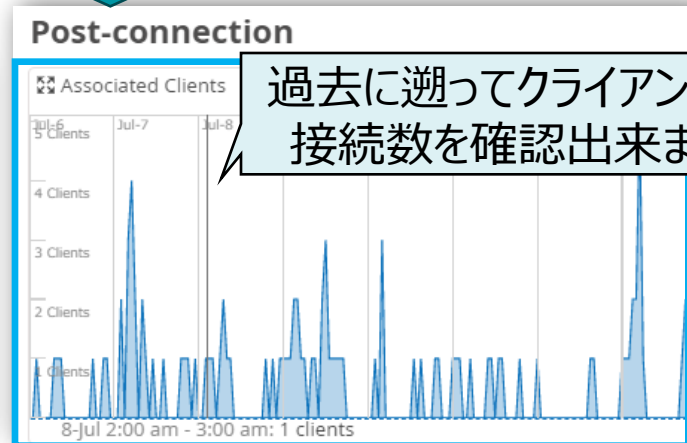 Post-connection
Associated Clients
過去に遡ってクライアン
接続数を確認出来ま
Jul-6 Jul-7 Jul-8
5 Clients
4 Clients
3 Clients
2 Clients
1 Clients
8-Jul 2:00 am - 3:00 am: 1 clients